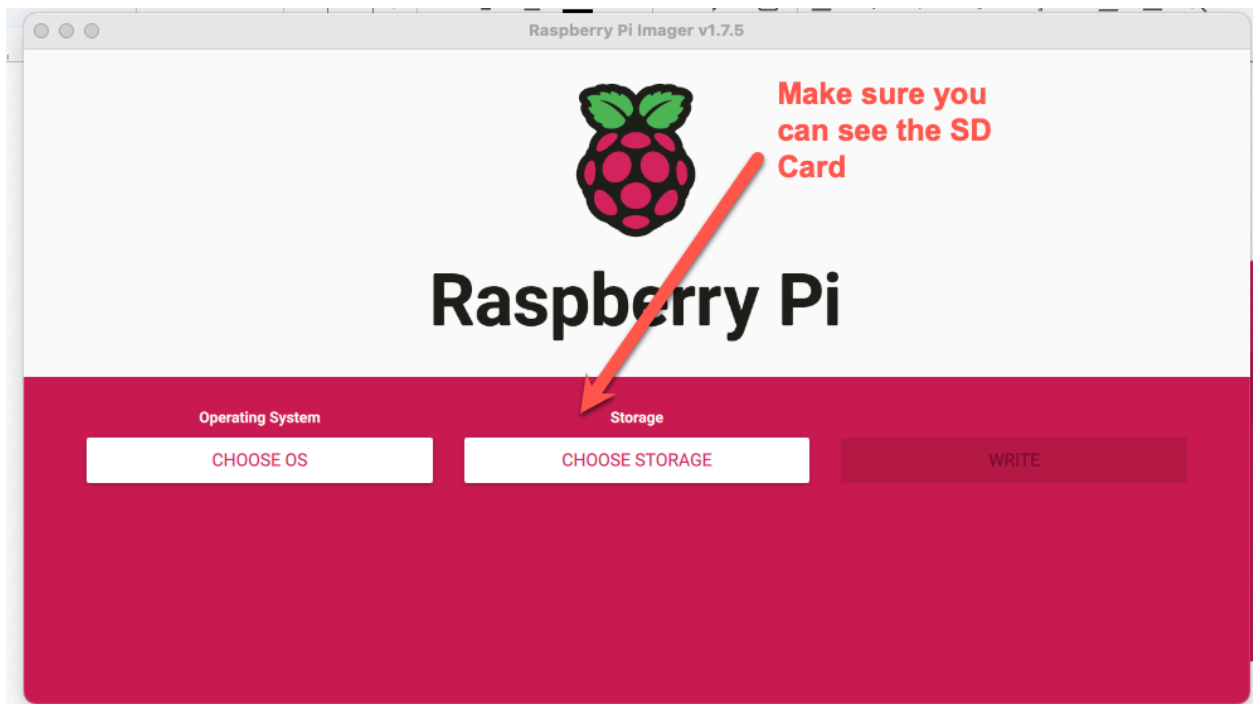 Raspberry Pi Imager v1.7.5
Make sure you
can see the SD
Card
Raspberry Pi
Operating System
Storage
CHOOSE OS
CHOOSE STORAGE
WRITE